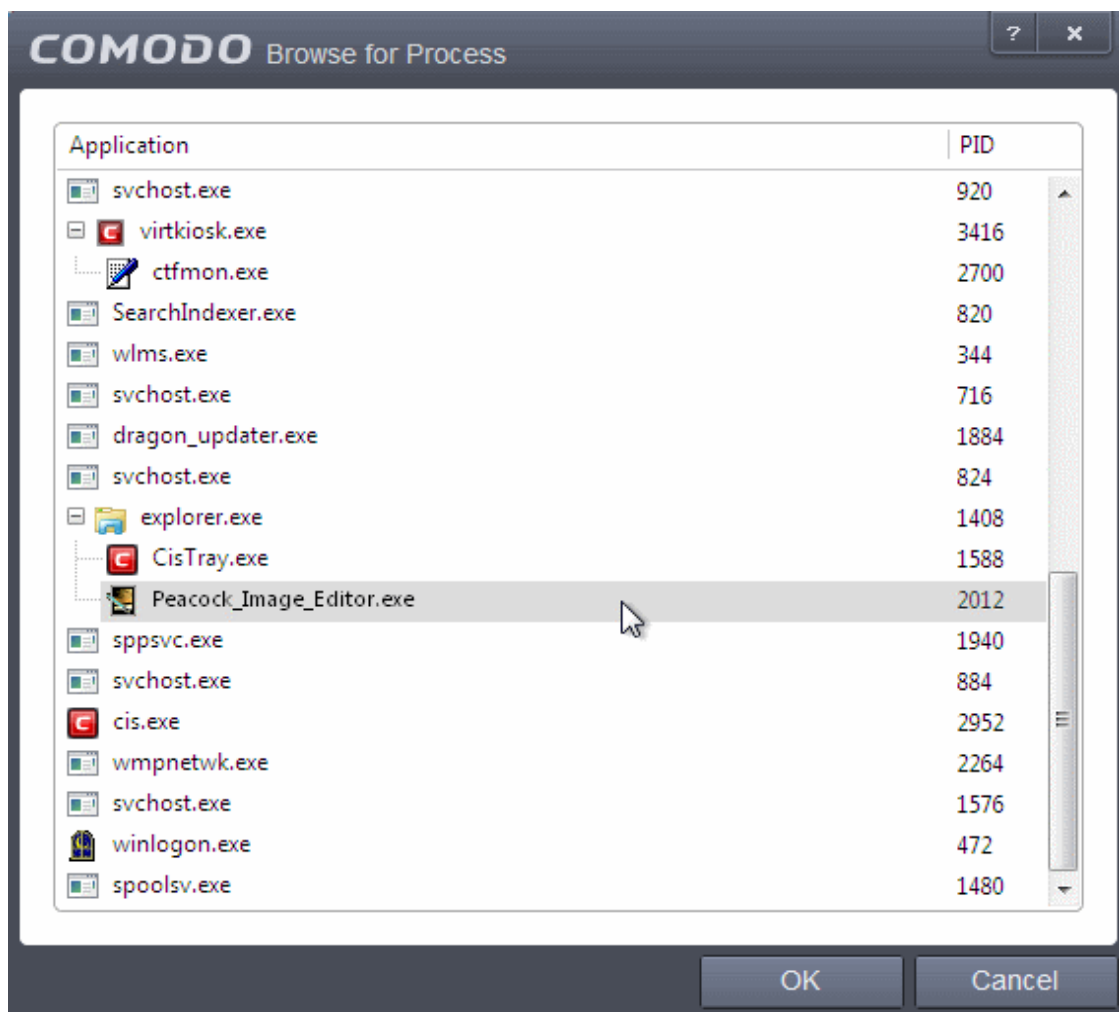 COMODO Browse for Process
? x
Application PID
svchost.exe 920
virtkiosk.exe 3416
ctfmon.exe 2700
SearchIndexer.exe 820
wlms.exe 344
svchost.exe 716
dragon_updater.exe 1884
svchost.exe 824
explorer.exe 1408
CisTray.exe 1588
Peacock_Image_Editor.exe 2012
sppsvc.exe 1940
svchost.exe 884
cis.exe 2952
wmpnetwk.exe 2264
svchost.exe 1576
winlogon.exe 472
spoolsv.exe 1480
OK Cancel